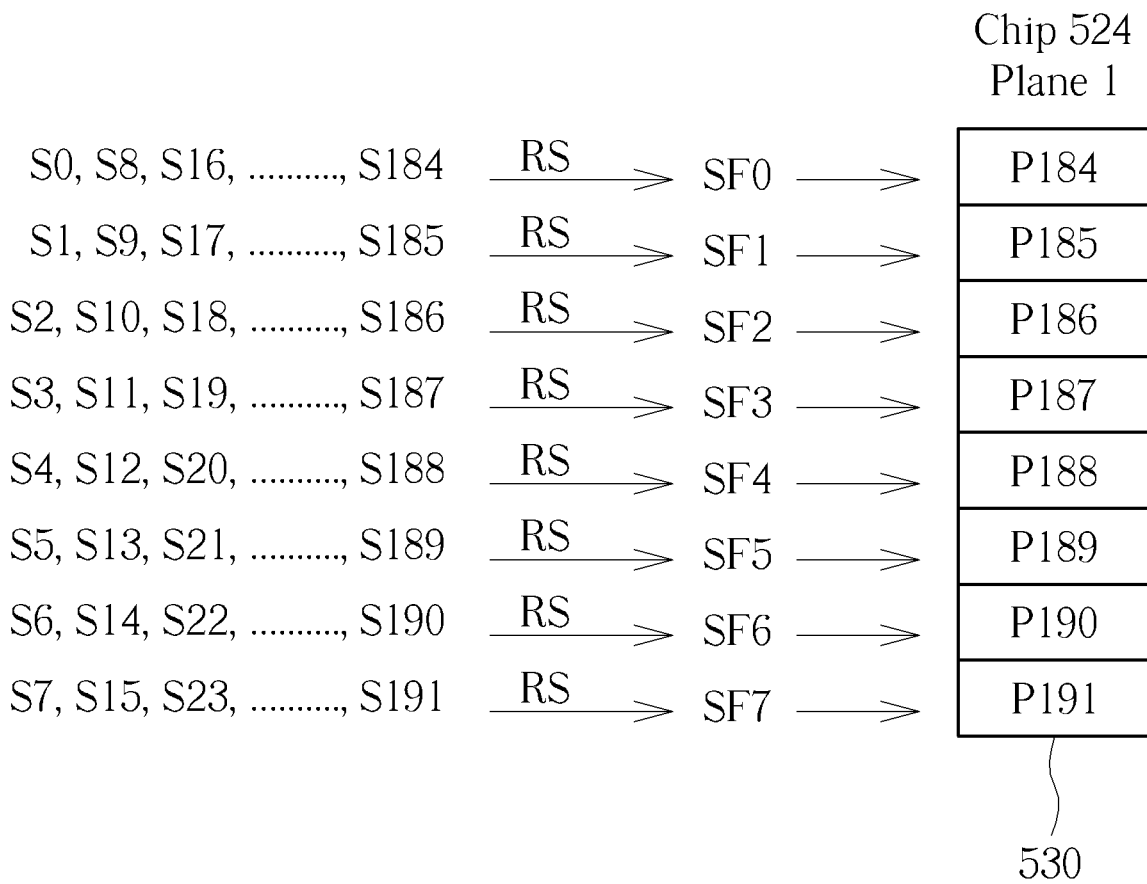 Chip 524
Plane 1
S0, S8, S16, .........., S184 RS SF0 P184
S1, S9, S17, .........., S185 RS SF1 P185
S2, S10, S18, .........., S186 RS SF2 P186
S3, S11, S19, .........., S187 RS SF3 P187
S4, S12, S20, .........., S188 RS SF4 P188
S5, S13, S21, .........., S189 RS SF5 P189
S6, S14, S22, .........., S190 RS SF6 P190
S7, S15, S23, .........., S191 RS SF7 P191
530